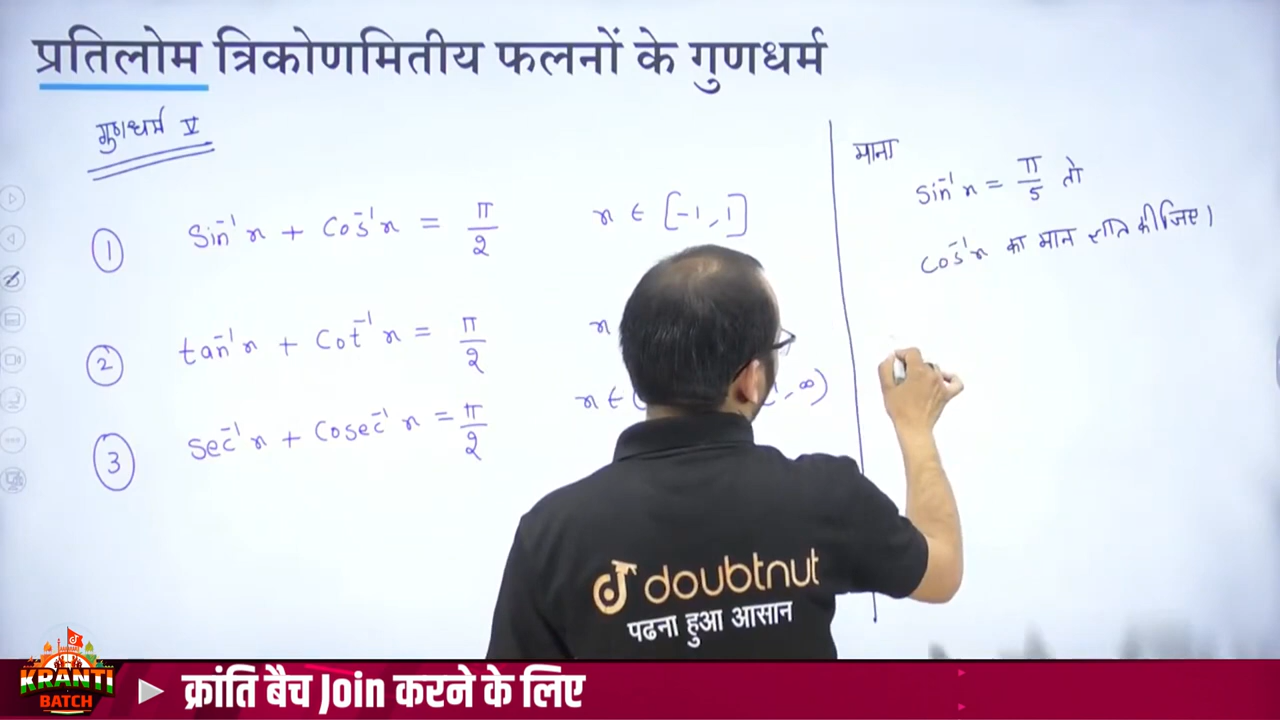 प्रतिलोम त्रिकोणमितीय फलनों के गुणधर्म
गुणधर्म V
① sin⁻¹x + cos⁻¹x = π/2 x ∈ [-1, 1]
② tan⁻¹x + cot⁻¹x = π/2 x
③ sec⁻¹x + cosec⁻¹x = π/2 x ∈ ( , ∞)
माना
sin⁻¹x = π/5 तो
cos⁻¹x का मान ज्ञात कीजिए।
doubtnut
पढना हुआ आसान
KRANTI
BATCH
क्रांति बैच Join करने के लिए